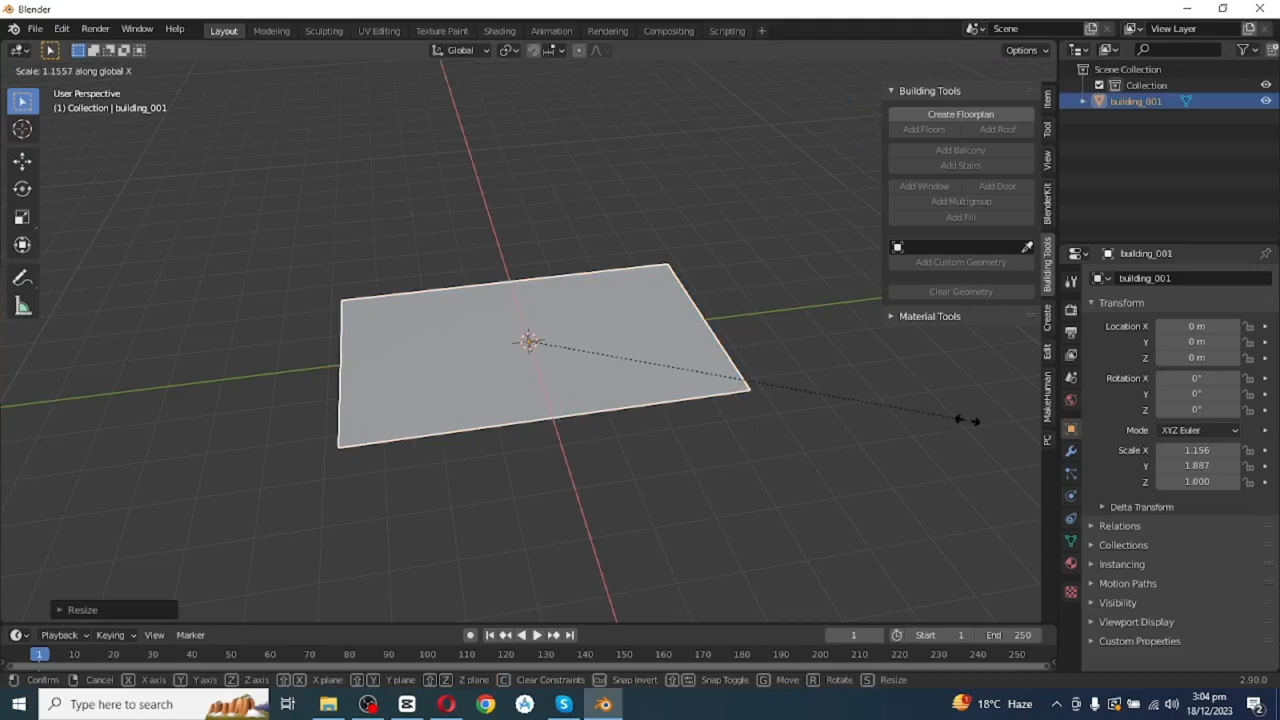 Blender
File Edit Render Window Help Layout Modeling Sculpting UV Editing Texture Paint Shading Animation Compositing Rendering Scripting + Scene View Layer
Global Options
Scale: 1.1557 along global X
User Perspective
(1) Collection | building_001
Building Tools
Create Floorplan
Add Floors Add Roof
Add Balcony
Add Stairs
Add Window Add Door
Add Multigroup
Add Fill
Add Custom Geometry
Clear Geometry
Material Tools
Item
Tool
View
BlenderKit
Building Tools
Create
Edit
MakeHuman
PC
Scene Collection
Collection
building_001
building_001
building_001
Transform
Location X 0 m
Y 0 m
Z 0 m
Rotation X 0°
Y 0°
Z 0°
Mode XYZ Euler
Scale X 1.156
Y 1.887
Z 1.000
Delta Transform
Relations
Collections
Instancing
Motion Paths
Visibility
Viewport Display
Custom Properties
Resize
Playback Keying View Marker 1 Start 1 End 250
1 10 20 30 40 50 60 70 80 90 100 110 120 130 140 150 160 170 180 190 200 210 220 230 240 250
Confirm Cancel X X axis Y Y axis Z Z axis X X plane Y Y plane Z Z plane C Clear Constraints Ctrl Snap Invert Snap Toggle G Move R Rotate S Resize 2.90.0
Type here to search 18°C Haze 3:04 pm
18/12/2023 2